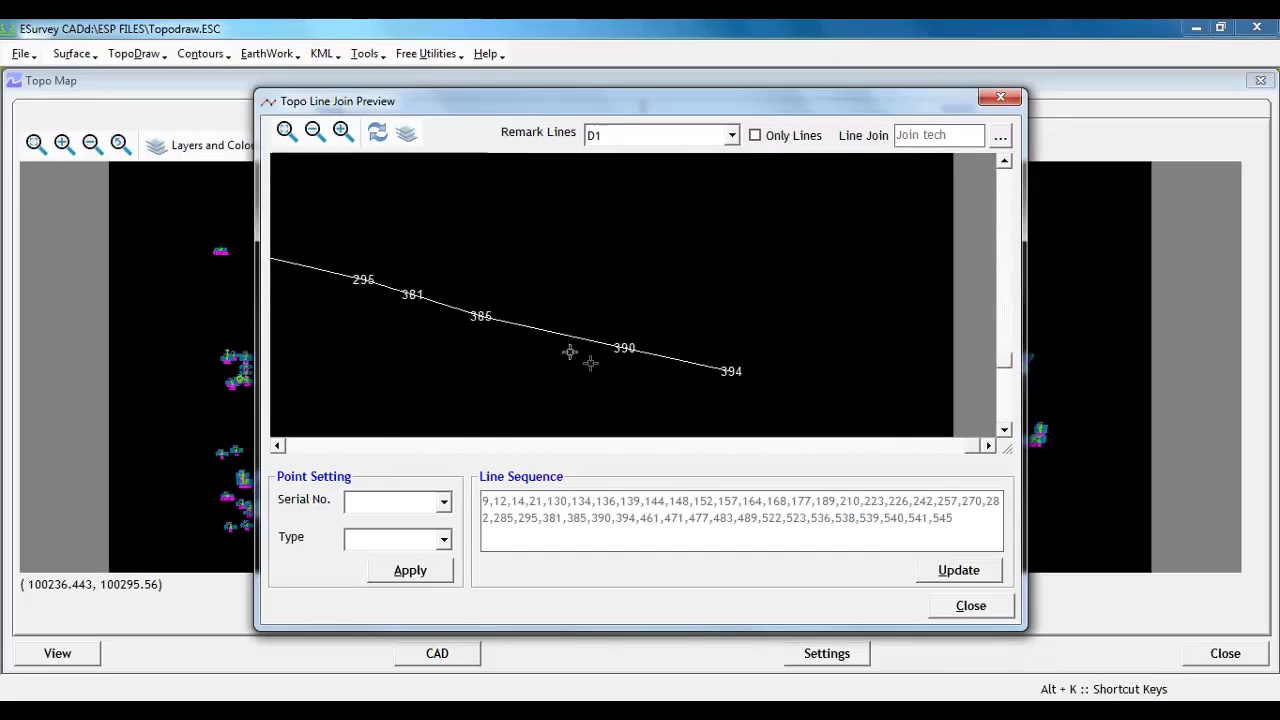 ESurvey CADd:\ESP FILES\Topodraw.ESC
File Surface TopoDraw Contours EarthWork KML Tools Free Utilities Help
Topo Map
Topo Line Join Preview
Layers and Colou
Remark Lines D1 Only Lines Line Join Join tech ...
295
381
385
390
394
Point Setting
Serial No.
Type
Apply
Line Sequence
9,12,14,21,130,134,136,139,144,148,152,157,164,168,177,189,210,223,226,242,257,270,28
2,285,295,381,385,390,394,461,471,477,483,489,522,523,536,538,539,540,541,545
Update
Close
( 100236.443, 100295.56)
View CAD Settings Close
Alt + K :: Shortcut Keys